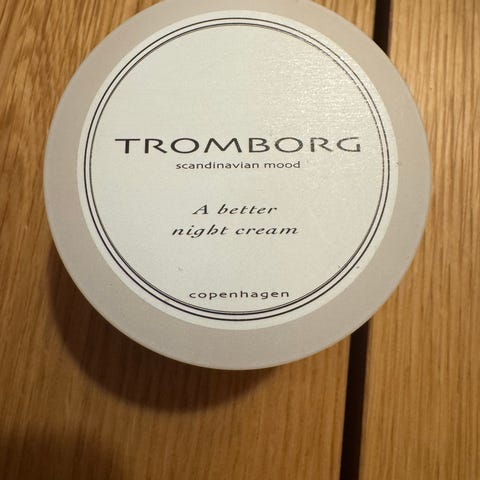 TROMBORG
scandinavian mood
A better
night cream
copenhagen